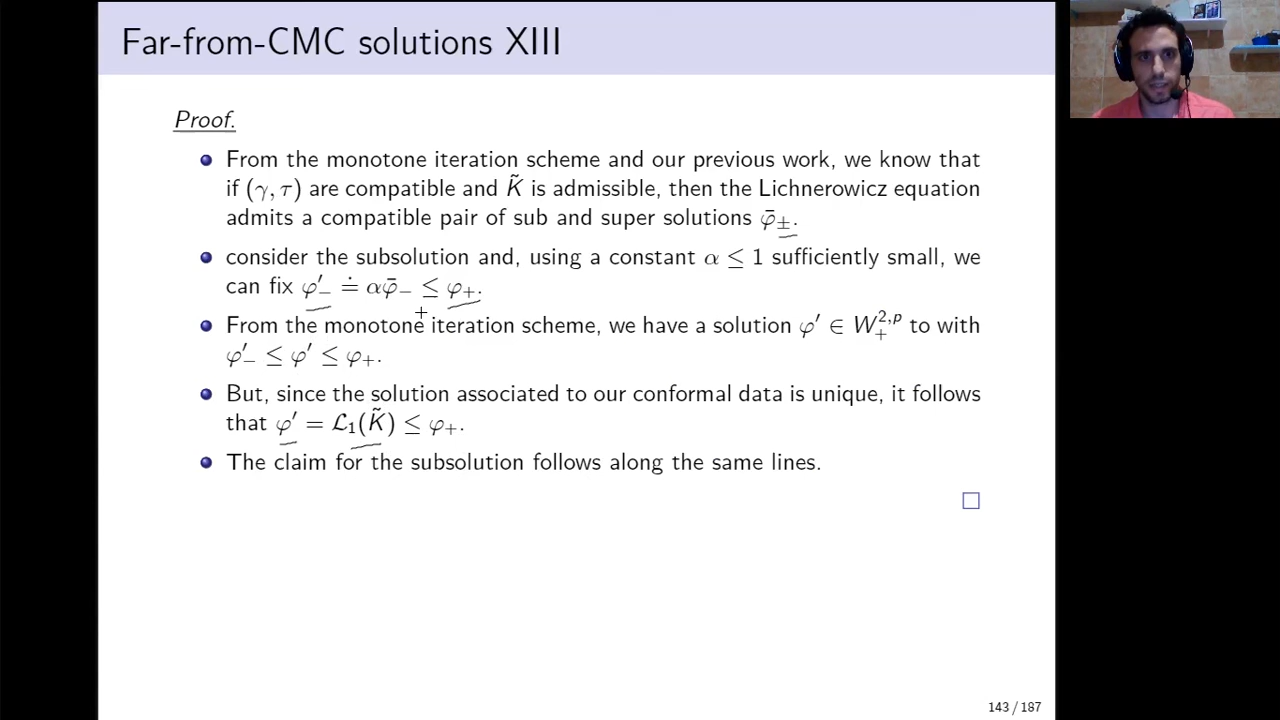 Far-from-CMC solutions XIII
Proof.
From the monotone iteration scheme and our previous work, we know that
if (γ, τ) are compatible and K̃ is admissible, then the Lichnerowicz equation
admits a compatible pair of sub and super solutions φ̄±.
consider the subsolution and, using a constant α ≤ 1 sufficiently small, we
can fix φ′₋ ≐ αφ̄₋ ≤ φ₊.
From the monotone iteration scheme, we have a solution φ′ ∈ W₊^{2,p} to with
φ′₋ ≤ φ′ ≤ φ₊.
But, since the solution associated to our conformal data is unique, it follows
that φ′ = ℒ₁(K̃) ≤ φ₊.
The claim for the subsolution follows along the same lines.
□
143 / 187